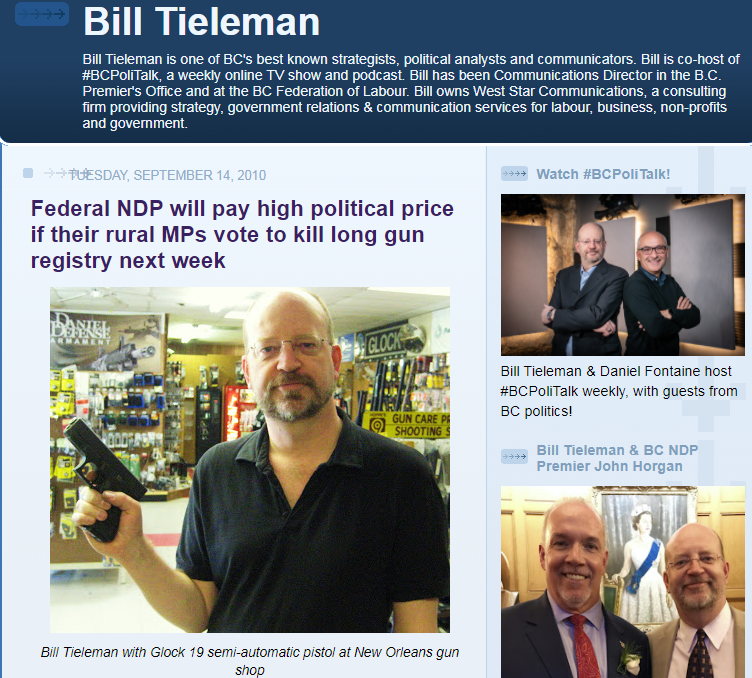 Bill Tieleman
Bill Tieleman is one of BC's best known strategists, political analysts and communicators. Bill is co-host of
#BCPoliTalk, a weekly online TV show and podcast. Bill has been Communications Director in the B.C.
Premier's Office and at the BC Federation of Labour. Bill owns West Star Communications, a consulting
firm providing strategy, government relations & communication services for labour, business, non-profits
and government.
TUESDAY, SEPTEMBER 14, 2010
Federal NDP will pay high political price
if their rural MPs vote to kill long gun
registry next week
DANIEL
DEFENSE
ARMAMENT
GLOCK
HOPPE'S
GUN CARE PR
SHOOTING S
Bill Tieleman with Glock 19 semi-automatic pistol at New Orleans gun
shop
Watch #BCPoliTalk!
Bill Tieleman & Daniel Fontaine host
#BCPoliTalk weekly, with guests from
BC politics!
Bill Tieleman & BC NDP
Premier John Horgan